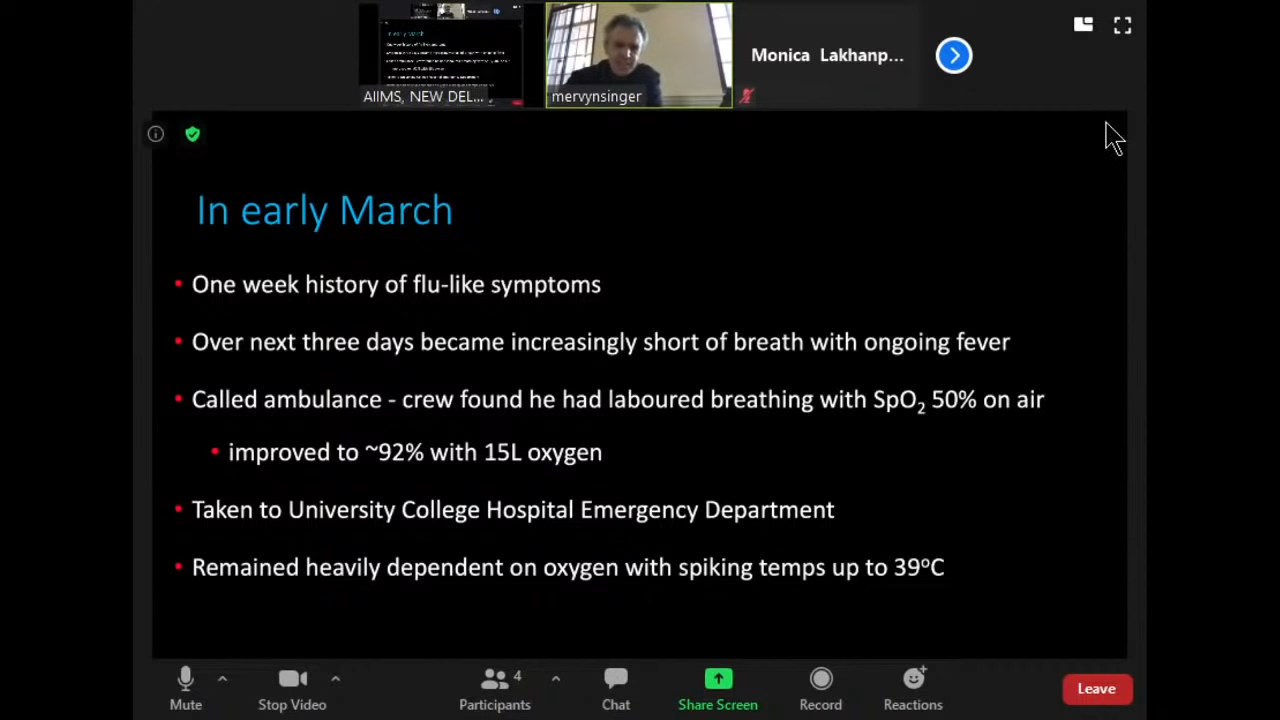 AIIMS, NEW DEL...
mervynsinger
Monica Lakhanp...
In early March
• One week history of flu-like symptoms
• Over next three days became increasingly short of breath with ongoing fever
• Called ambulance - crew found he had laboured breathing with SpO₂ 50% on air
• improved to ~92% with 15L oxygen
• Taken to University College Hospital Emergency Department
• Remained heavily dependent on oxygen with spiking temps up to 39°C
4
Mute
Stop Video
Participants
Chat
Share Screen
Record
Reactions
Leave